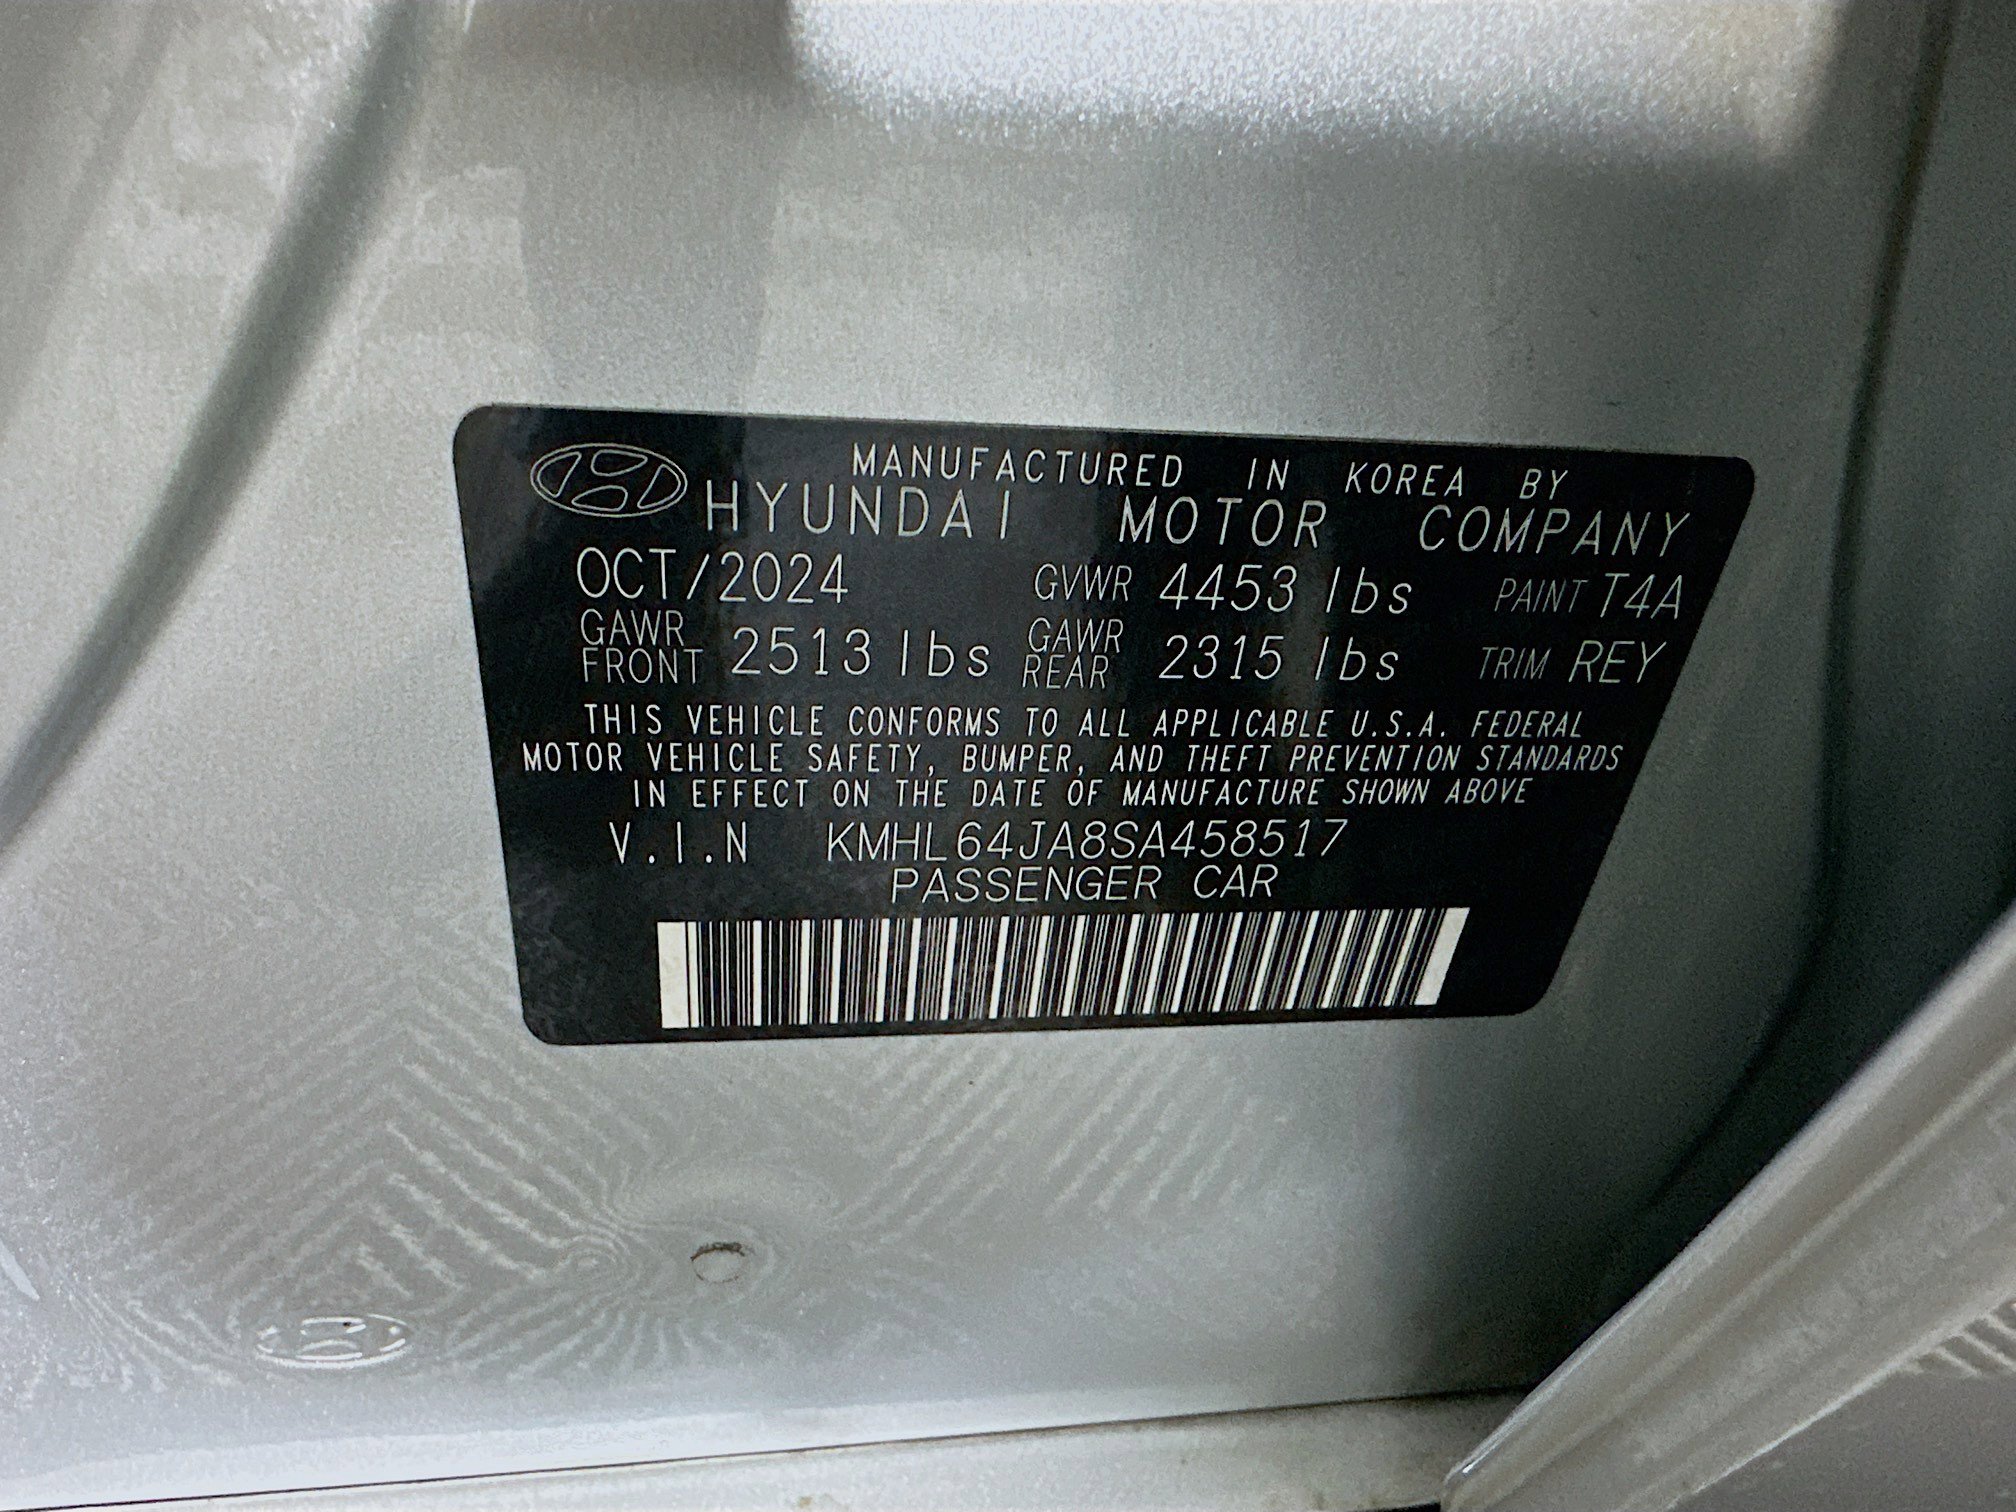 MANUFACTURED IN KOREA BY
HYUNDAI MOTOR COMPANY
OCT/2024 GVWR 4453 lbs PAINT T4A
GAWR FRONT 2513 lbs GAWR REAR 2315 lbs TRIM REY
THIS VEHICLE CONFORMS TO ALL APPLICABLE U.S.A. FEDERAL
MOTOR VEHICLE SAFETY, BUMPER, AND THEFT PREVENTION STANDARDS
IN EFFECT ON THE DATE OF MANUFACTURE SHOWN ABOVE
V.I.N KMHL64JA8SA458517
PASSENGER CAR